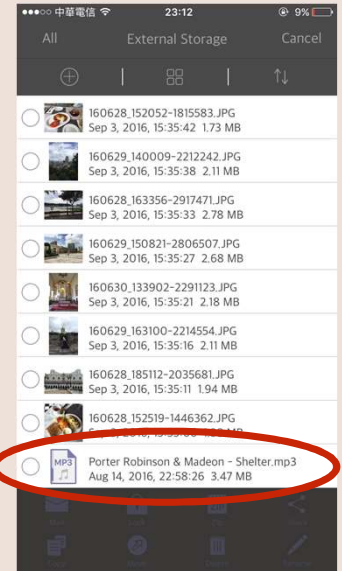 中華電信 23:12 9%
All External Storage Cancel
160628_152052-1815583.JPG
Sep 3, 2016, 15:35:42 1.73 MB
160629_140009-2212242.JPG
Sep 3, 2016, 15:35:38 2.11 MB
160628_163356-2917471.JPG
Sep 3, 2016, 15:35:33 2.78 MB
160629_150821-2806507.JPG
Sep 3, 2016, 15:35:27 2.68 MB
160630_133902-2291123.JPG
Sep 3, 2016, 15:35:21 2.18 MB
160629_163100-2214554.JPG
Sep 3, 2016, 15:35:16 2.11 MB
160628_185112-2035681.JPG
Sep 3, 2016, 15:35:11 1.94 MB
160628_152519-1446362.JPG
Sep 3, 2016,
MP3
Porter Robinson & Madeon - Shelter.mp3
Aug 14, 2016, 22:58:26 3.47 MB